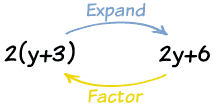 Expand
2(y+3) 2y+6
Factor